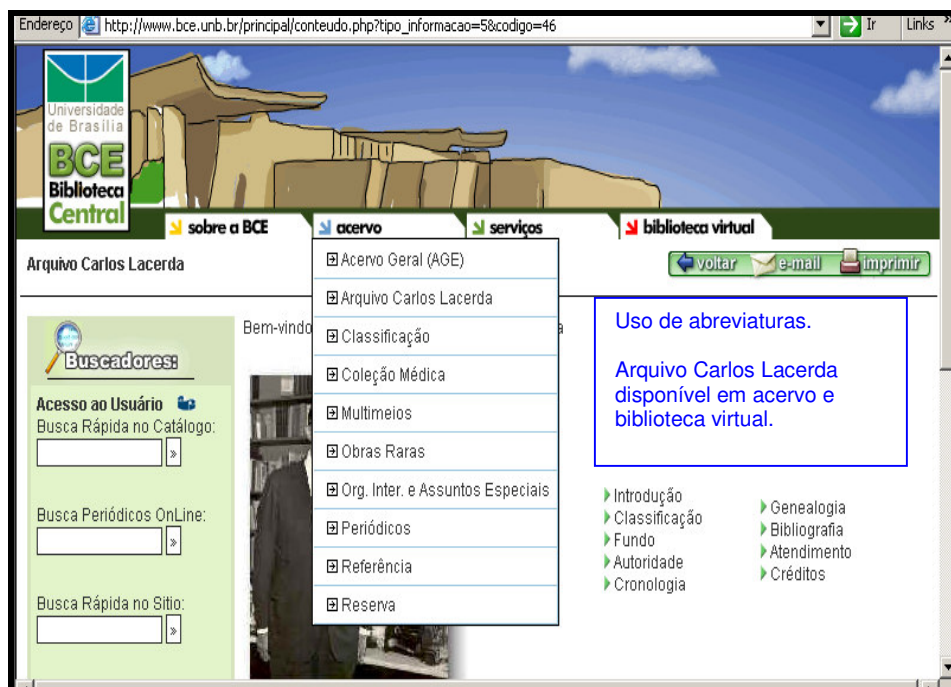 Endereço http://www.bce.unb.br/principal/conteudo.php?tipo_informacao=5&codigo=46 Ir Links »
Universidade
de Brasília
BCE
Biblioteca
Central
sobre a BCE acervo serviços biblioteca virtual
Arquivo Carlos Lacerda
voltar e-mail imprimir
Acervo Geral (AGE)
Arquivo Carlos Lacerda
Classificação
Coleção Médica
Multimeios
Obras Raras
Org. Inter. e Assuntos Especiais
Periódicos
Referência
Reserva
Buscadores:
Acesso ao Usuário
Busca Rápida no Catálogo:
»
Busca Periódicos OnLine:
»
Busca Rápida no Sitio:
»
Bem-vindo
Uso de abreviaturas.
Arquivo Carlos Lacerda
disponível em acervo e
biblioteca virtual.
Introdução
Classificação
Fundo
Autoridade
Cronologia
Genealogia
Bibliografia
Atendimento
Créditos